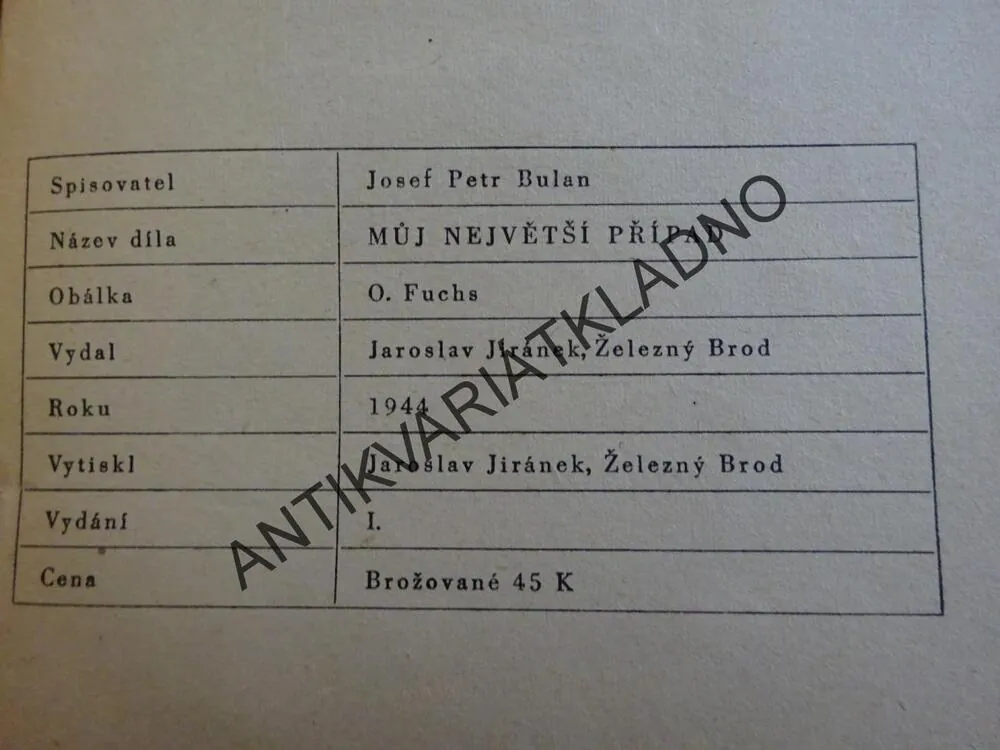 Spisovatel Josef Petr Bulan
Název díla MŮJ NEJVĚTŠÍ PŘÍPAD
Obálka O. Fuchs
Vydal Jaroslav Jiránek, Železný Brod
Roku 1944
Vytiskl Jaroslav Jiránek, Železný Brod
Vydání I.
Cena Brožované 45 K
ANTIKVARIATKLADNO